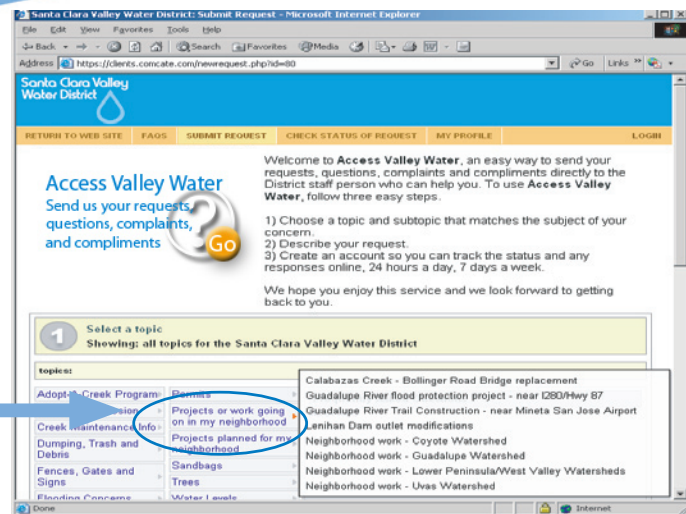 Santa Clara Valley Water District: Submit Request - Microsoft Internet Explorer
File Edit View Favorites Tools Help
Back Search Favorites Media
Address https://clients.comcate.com/newrequest.php?id=80 Go Links »
Santa Clara Valley
Water District
RETURN TO WEB SITE FAQS SUBMIT REQUEST CHECK STATUS OF REQUEST MY PROFILE LOGIN
Access Valley Water
Send us your requests,
questions, complaints,
and compliments
? Go
Welcome to Access Valley Water, an easy way to send your
requests, questions, complaints and compliments directly to the
District staff person who can help you. To use Access Valley
Water, follow three easy steps.
1) Choose a topic and subtopic that matches the subject of your
concern.
2) Describe your request.
3) Create an account so you can track the status and any
responses online, 24 hours a day, 7 days a week.
We hope you enjoy this service and we look forward to getting
back to you.
1 Select a topic
Showing: all topics for the Santa Clara Valley Water District
topics:
Adopt-A-Creek Program
Creek Maintenance Info
Dumping, Trash and
Debris
Fences, Gates and
Signs
Flooding Concerns
Permits
Projects or work going
on in my neighborhood
Projects planned for my
neighborhood
Sandbags
Trees
Water Levels
Calabazas Creek - Bollinger Road Bridge replacement
Guadalupe River flood protection project - near I280/Hwy 87
Guadalupe River Trail Construction - near Mineta San Jose Airport
Lenihan Dam outlet modifications
Neighborhood work - Coyote Watershed
Neighborhood work - Guadalupe Watershed
Neighborhood work - Lower Peninsula/West Valley Watersheds
Neighborhood work - Uvas Watershed
Done Internet